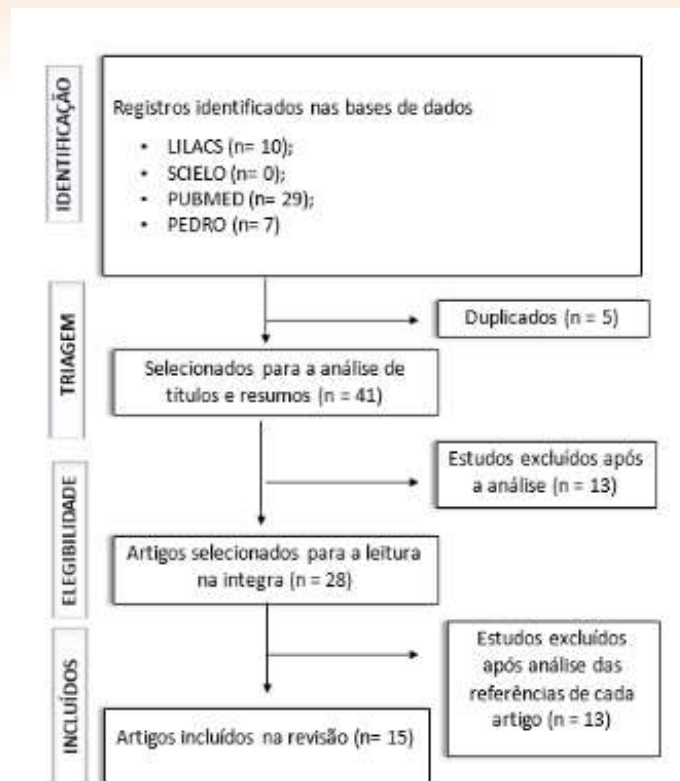 IDENTIFICAÇÃO
Registros identificados nas bases de dados
• LILACS (n= 10);
• SCIELO (n= 0);
• PUBMED (n= 29);
• PEDRO (n= 7)
TRIAGEM
Duplicados (n = 5)
Selecionados para a análise de
títulos e resumos (n = 41)
Estudos excluídos após
a análise (n = 13)
ELEGIBILIDADE
Artigos selecionados para a leitura
na integra (n = 28)
Estudos excluídos
após análise das
referências de cada
artigo (n = 13)
INCLUÍDOS
Artigos incluídos na revisão (n= 15)